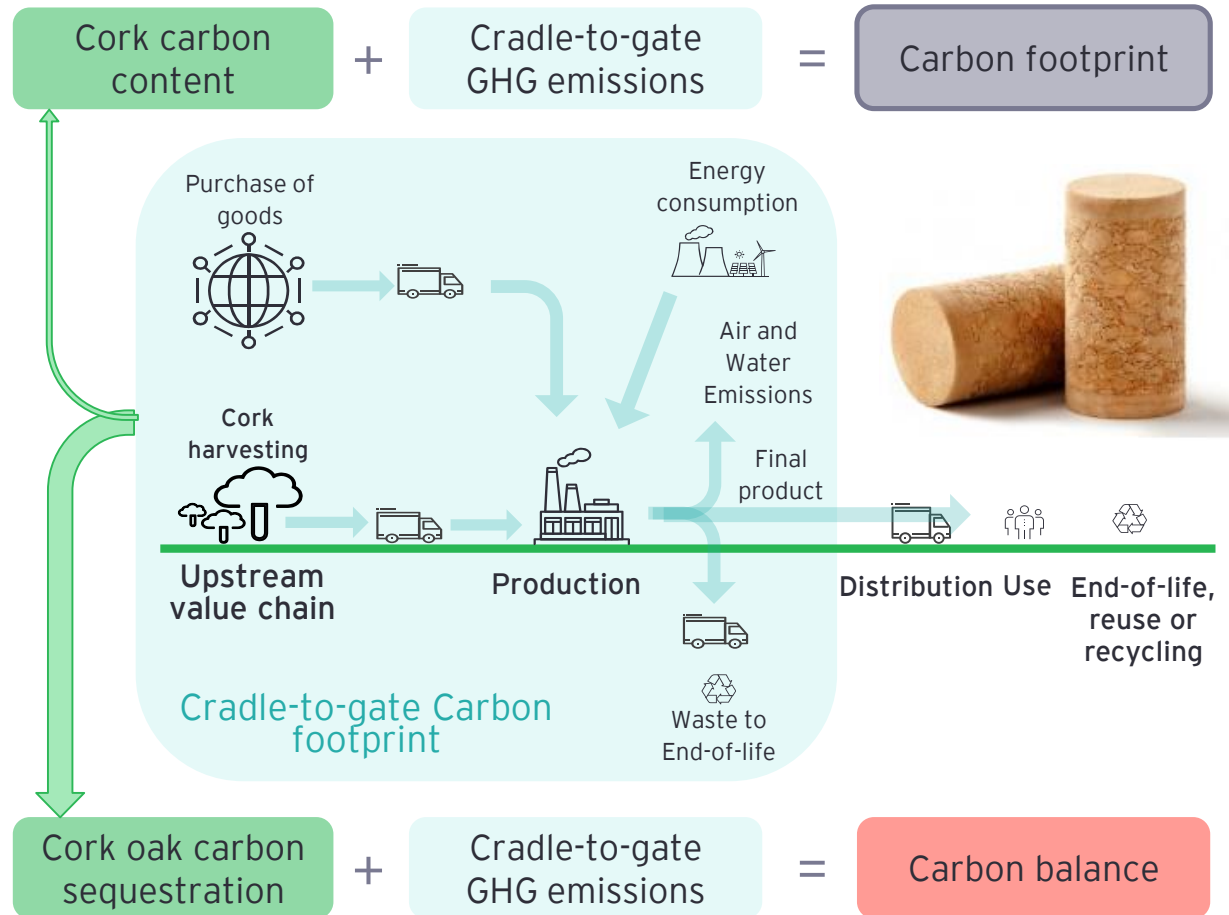 Cork carbon
content
+
Cradle-to-gate
GHG emissions
=
Carbon footprint
Purchase of
goods
Energy
consumption
Air and
Water
Emissions
Cork
harvesting
Final
product
Upstream
value chain
Production
Distribution
Use
End-of-life,
reuse or
recycling
Cradle-to-gate Carbon
footprint
Waste to
End-of-life
Cork oak carbon
sequestration
+
Cradle-to-gate
GHG emissions
=
Carbon balance